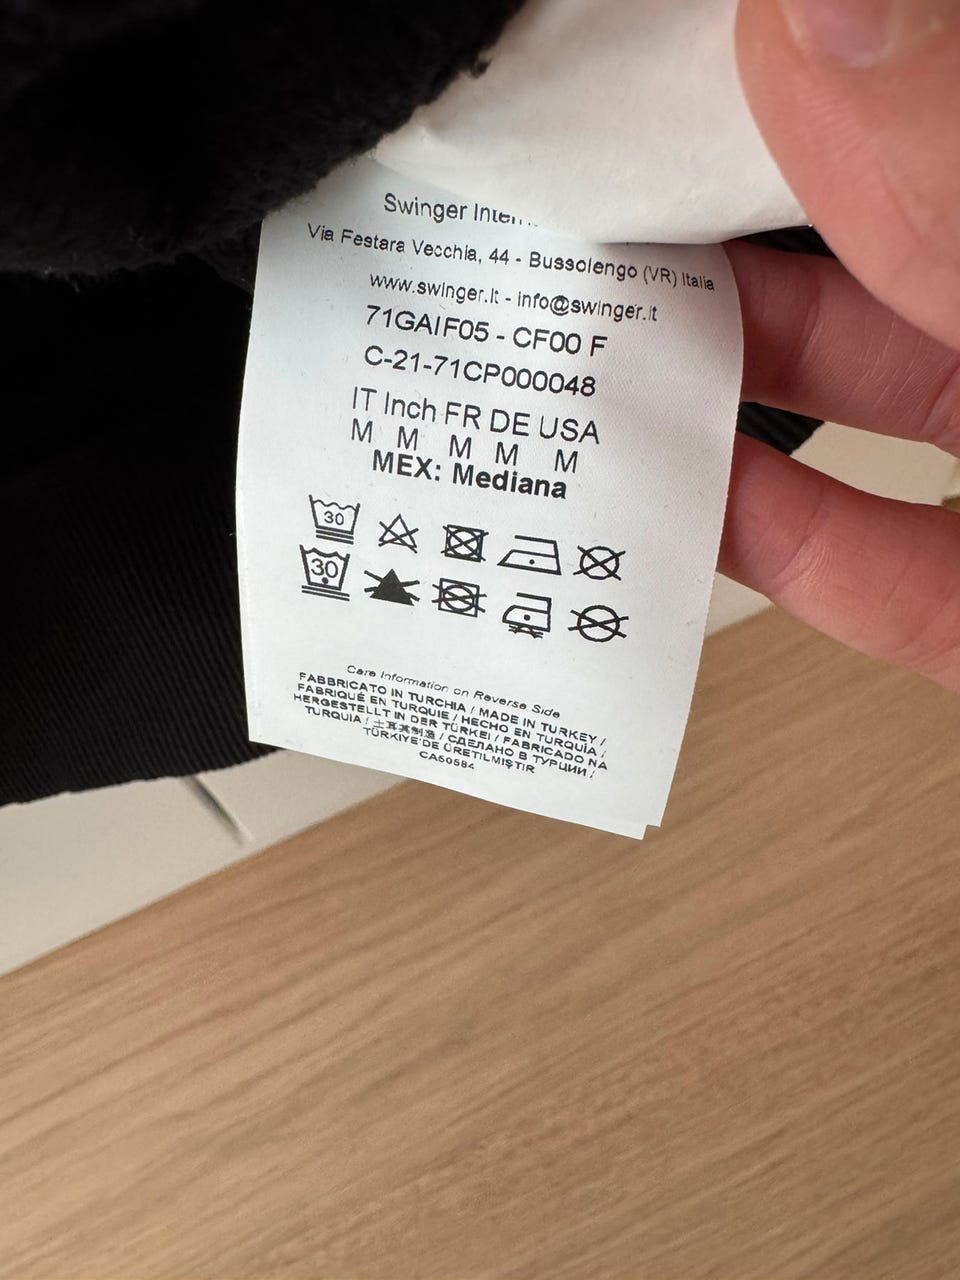 Swinger
Via Festara Vecchia, 44 - Bussolengo (VR) Italia
www.swinger.it - info@swinger.it
71GAIF05 - CF00 F
C-21-71CP000048
IT Inch FR DE USA
M M M M M
MEX: Mediana
30
30
Care Information on Reverse Side
FABBRICATO IN TURCHIA / MADE IN TURKEY /
FABRIQUÉ EN TURQUIE / HECHO EN TURQUÍA /
HERGESTELLT IN DER TÜRKEI / FABRICADO NA
TURQUIA / 土耳其制造 / СДЕЛАНО В ТУРЦИИ /
TÜRKİYE'DE ÜRETİLMİŞTİR
CA60584